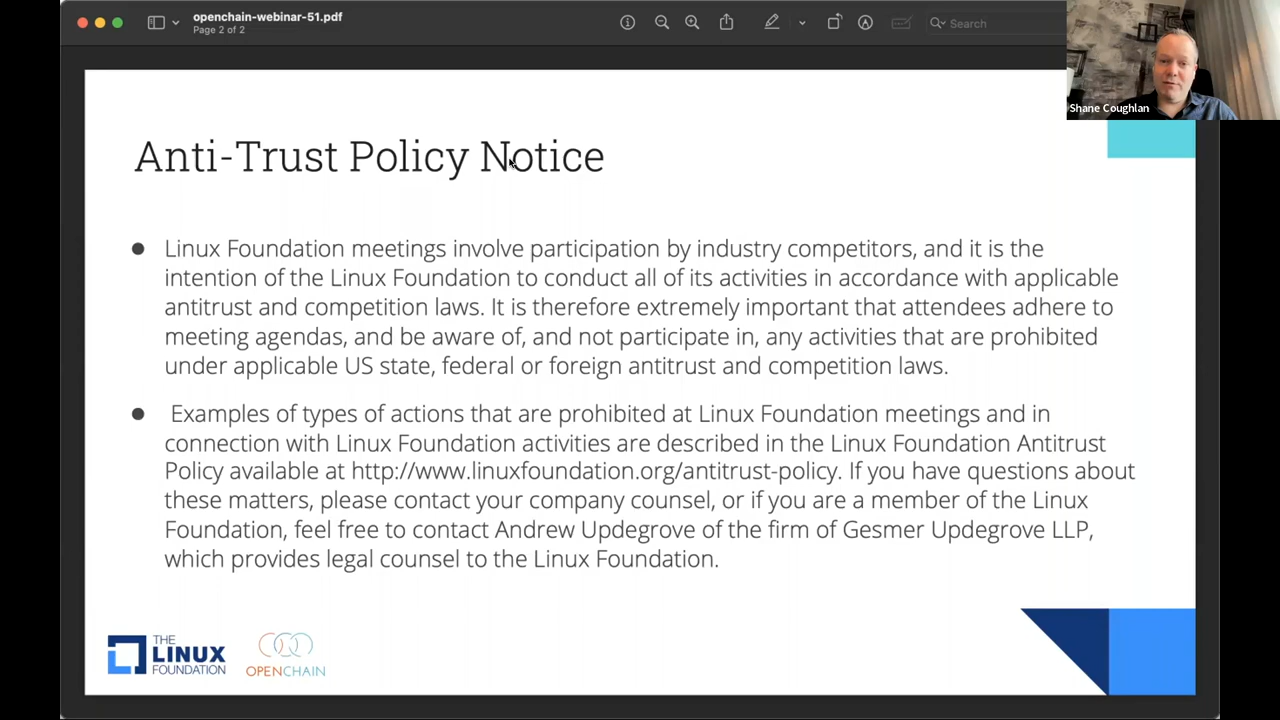 openchain-webinar-51.pdf
Page 2 of 2
Search
Shane Coughlan
Anti-Trust Policy Notice
● Linux Foundation meetings involve participation by industry competitors, and it is the
intention of the Linux Foundation to conduct all of its activities in accordance with applicable
antitrust and competition laws. It is therefore extremely important that attendees adhere to
meeting agendas, and be aware of, and not participate in, any activities that are prohibited
under applicable US state, federal or foreign antitrust and competition laws.
● Examples of types of actions that are prohibited at Linux Foundation meetings and in
connection with Linux Foundation activities are described in the Linux Foundation Antitrust
Policy available at http://www.linuxfoundation.org/antitrust-policy. If you have questions about
these matters, please contact your company counsel, or if you are a member of the Linux
Foundation, feel free to contact Andrew Updegrove of the firm of Gesmer Updegrove LLP,
which provides legal counsel to the Linux Foundation.
THE
LINUX
FOUNDATION
OPENCHAIN